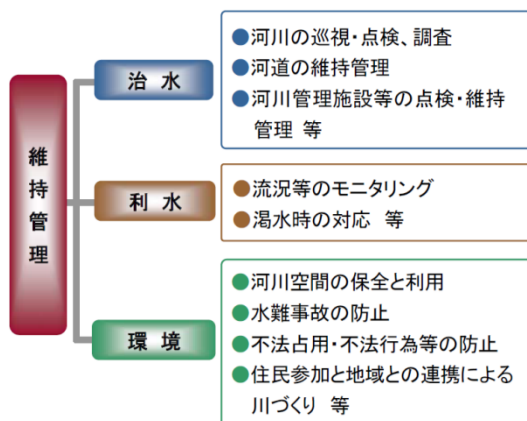 維持管理
治水
●河川の巡視・点検、調査
●河道の維持管理
●河川管理施設等の点検・維持
管理 等
利水
●流況等のモニタリング
●渇水時の対応 等
環境
●河川空間の保全と利用
●水難事故の防止
●不法占用・不法行為等の防止
●住民参加と地域との連携による
川づくり 等